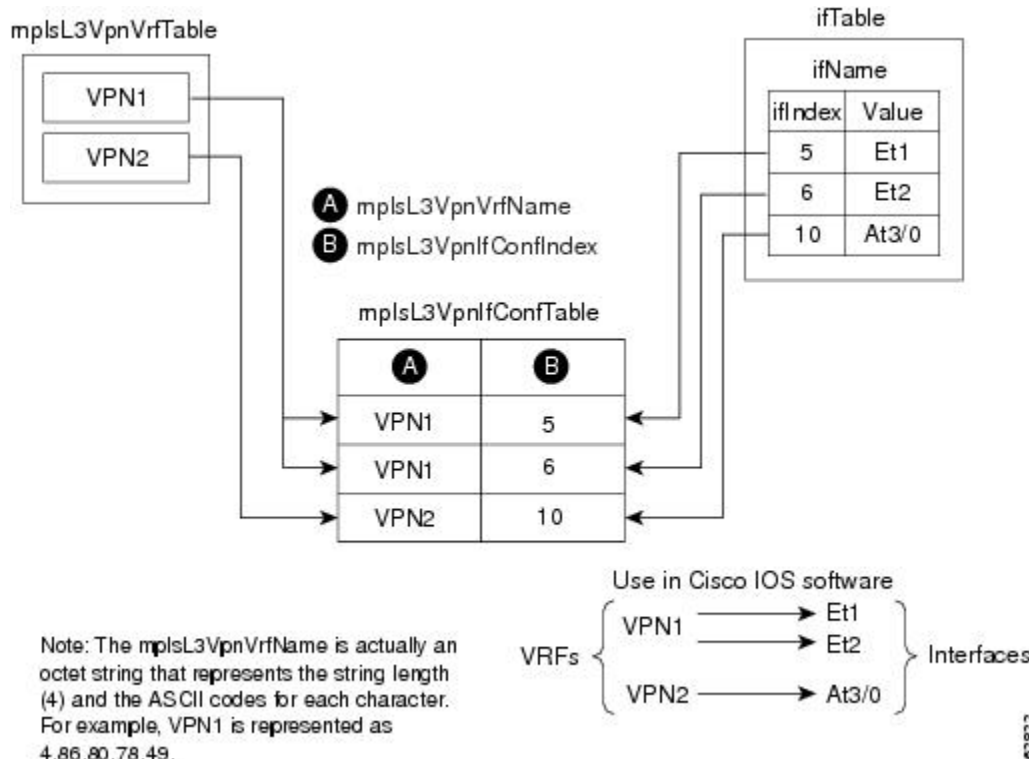 mplsL3VpnVrfTable
VPN1
VPN2
ifTable
ifName
ifIndex Value
5 Et1
6 Et2
10 At3/0
A mplsL3VpnVrfName
B mplsL3VpnIfConfIndex
mplsL3VpnIfConfTable
A B
VPN1 5
VPN1 6
VPN2 10
Use in Cisco IOS software
VRFs
VPN1
Et1
Et2
VPN2
At3/0
Interfaces
Note: The mplsL3VpnVrfName is actually an
octet string that represents the string length
(4) and the ASCII codes for each character.
For example, VPN1 is represented as
4.86.80.78.49.